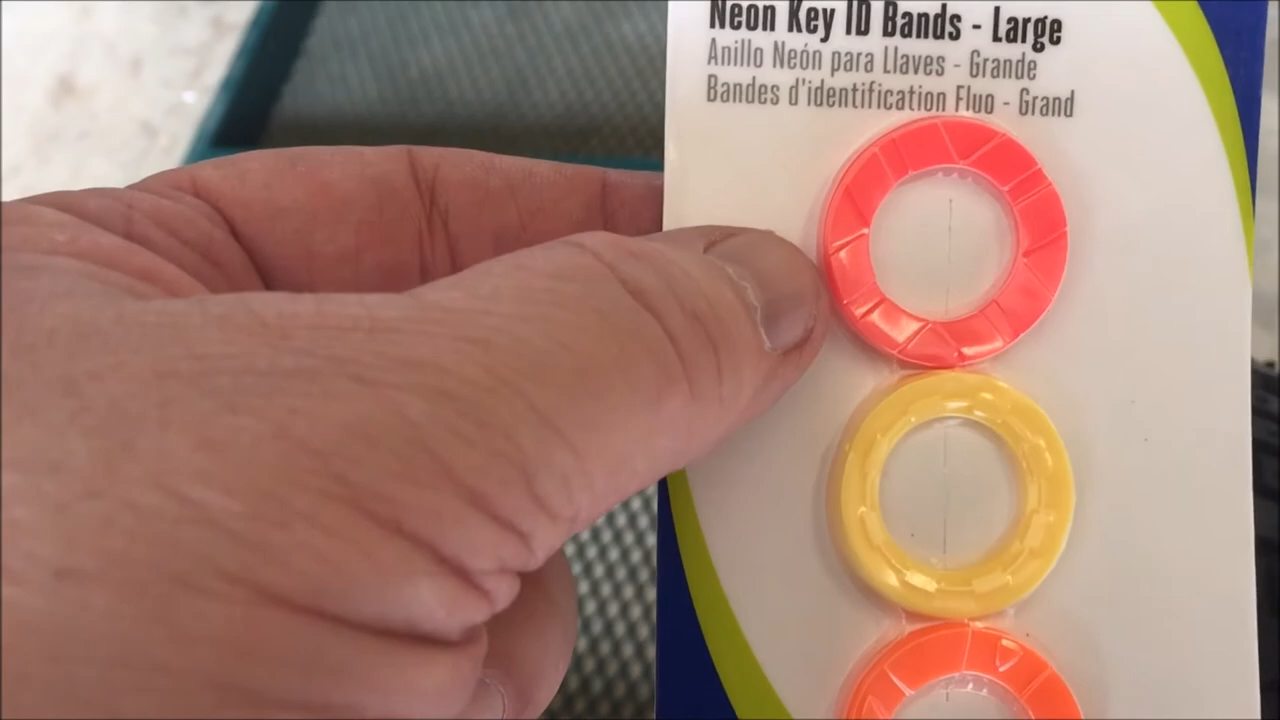 Neon Key ID Bands - Large
Anillo Neón para Llaves - Grande
Bandes d'identification Fluo - Grand